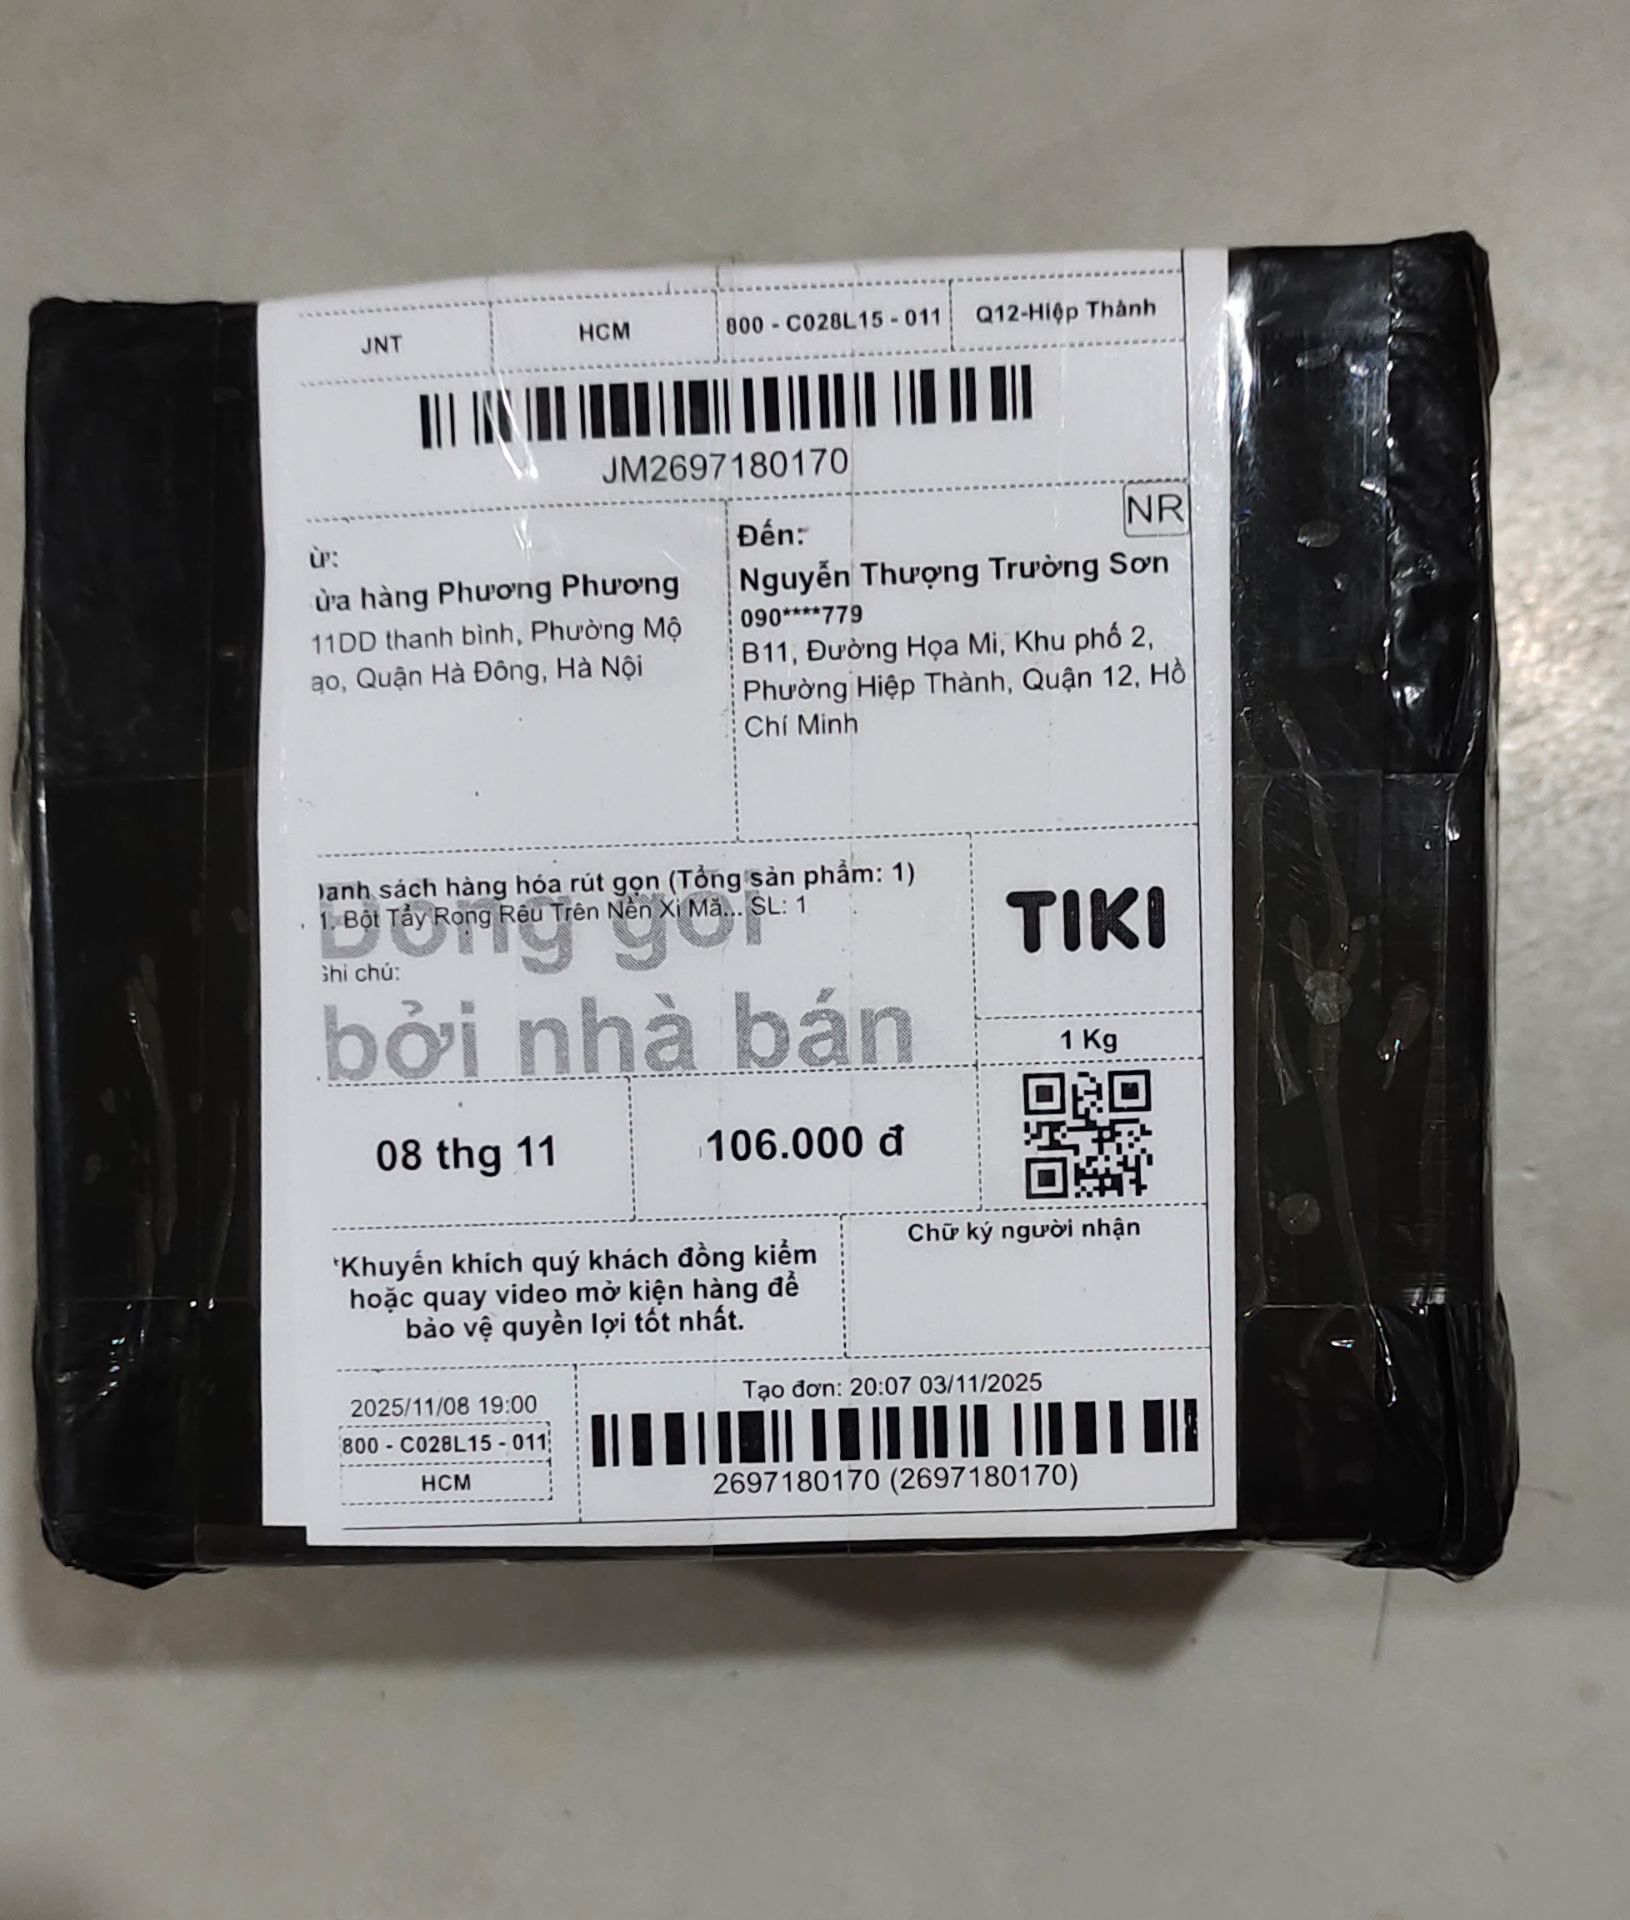 JNT
HCM
800 - C028L15 - 011
Q12-Hiệp Thành
JM2697180170
ừ:
ừa hàng Phương Phương
11DD thanh bình, Phường Mộ
ạo, Quận Hà Đông, Hà Nội
NR
Đến:
Nguyễn Thượng Trường Sơn
090****779
B11, Đường Họa Mi, Khu phố 2,
Phường Hiệp Thành, Quận 12, Hồ
Chí Minh
anh sách hàng hóa rút gọn (Tổng sản phẩm: 1)
1. Bột Tẩy Rong Rêu Trên Nền Xi Mă... SL: 1
Đóng gói
Ghi chú:
bởi nhà bán
TIKI
1 Kg
08 thg 11
106.000 đ
*Khuyến khích quý khách đồng kiểm
hoặc quay video mở kiện hàng để
bảo vệ quyền lợi tốt nhất.
Chữ ký người nhận
2025/11/08 19:00
800 - C028L15 - 011
HCM
Tạo đơn: 20:07 03/11/2025
2697180170 (2697180170)